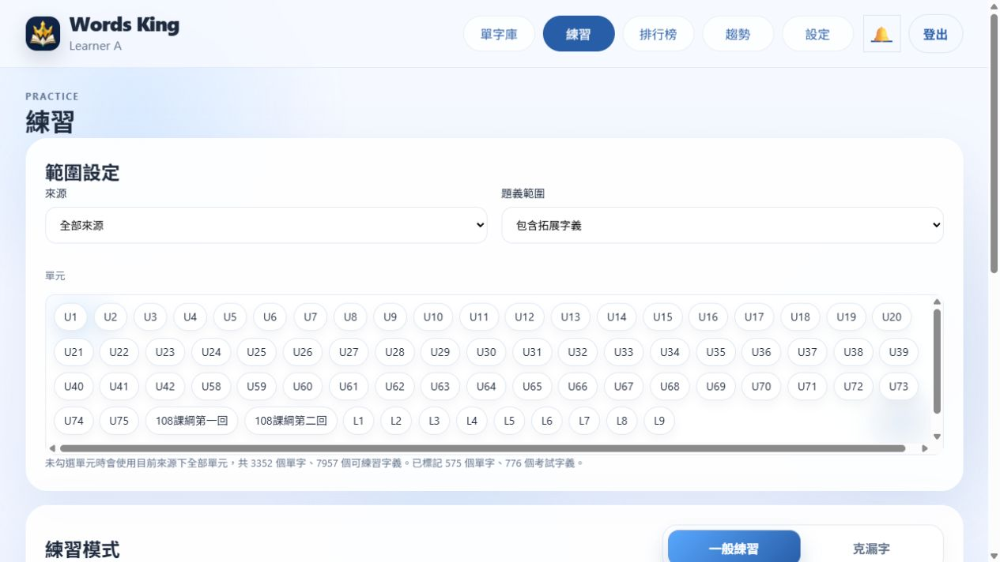 Words King
Learner A
單字庫
練習
排行榜
趨勢
設定
登出
PRACTICE
練習
範圍設定
來源
題義範圍
全部來源
包含拓展字義
單元
U1 U2 U3 U4 U5 U6 U7 U8 U9 U10 U11 U12 U13 U14 U15 U16 U17 U18 U19 U20
U21 U22 U23 U24 U25 U26 U27 U28 U29 U30 U31 U32 U33 U34 U35 U36 U37 U38 U39
U40 U41 U42 U58 U59 U60 U61 U62 U63 U64 U65 U66 U67 U68 U69 U70 U71 U72 U73
U74 U75 108課綱第一回 108課綱第二回 L1 L2 L3 L4 L5 L6 L7 L8 L9
未勾選單元時會使用目前來源下全部單元，共 3352 個單字、7957 個可練習字義。已標記 575 個單字、776 個考試字義。
練習模式
一般練習
克漏字